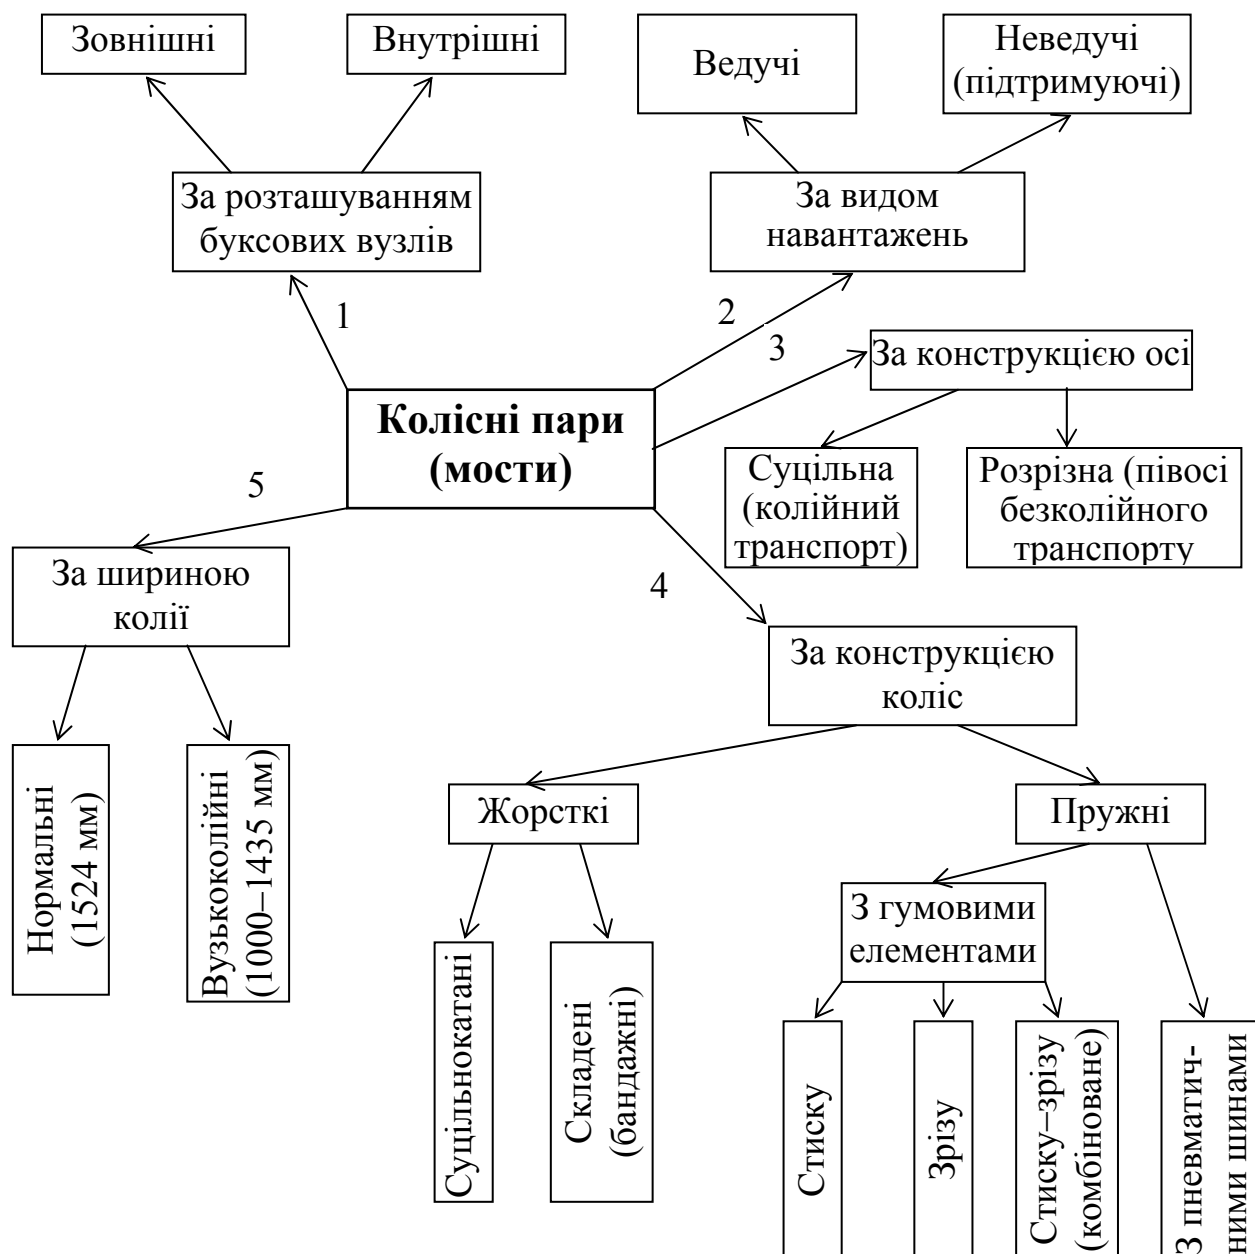 Зовнішні
Внутрішні
Ведучі
Неведучі
(підтримуючі)
За розташуванням
буксових вузлів
За видом
навантажень
1
2
3
За конструкцією осі
Колісні пари
(мости)
Суцільна
(колійний
транспорт)
Розрізна (півосі
безколійного
транспорту
5
4
За шириною
колії
За конструкцією
коліс
Нормальні
(1524 мм)
Вузькоколійні
(1000–1435 мм)
Жорсткі
Пружні
З гумовими
елементами
Суцільнокатані
Складені
(бандажні)
Стиску
Зрізу
Стиску–зрізу
(комбіноване)
З пневматич-
ними шинами